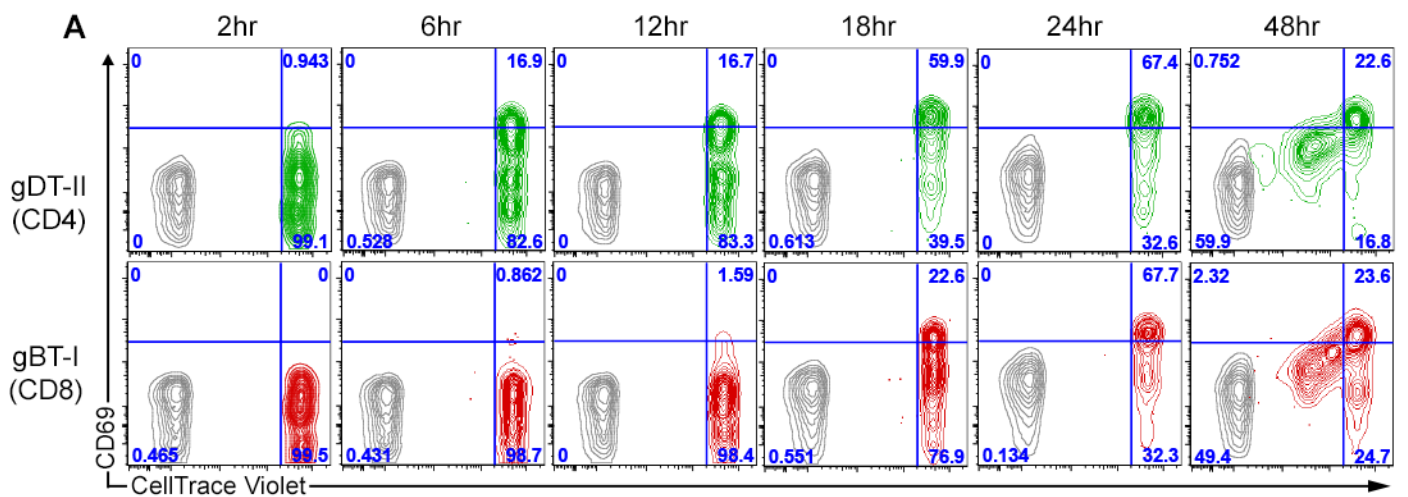 A
2hr 6hr 12hr 18hr 24hr 48hr
0 0.943 0 16.9 0 16.7 0 59.9 0 67.4 0.752 22.6
gDT-II
(CD4)
0 99.1 0.528 82.6 0 83.3 0.613 39.5 0 32.6 59.9 16.8
0 0 0 0.862 0 1.59 0 22.6 0 67.7 2.32 23.6
gBT-I
(CD8)
CD69
0.465 99.5 0.431 98.7 0 98.4 0.551 76.9 0.134 32.3 49.4 24.7
CellTrace Violet